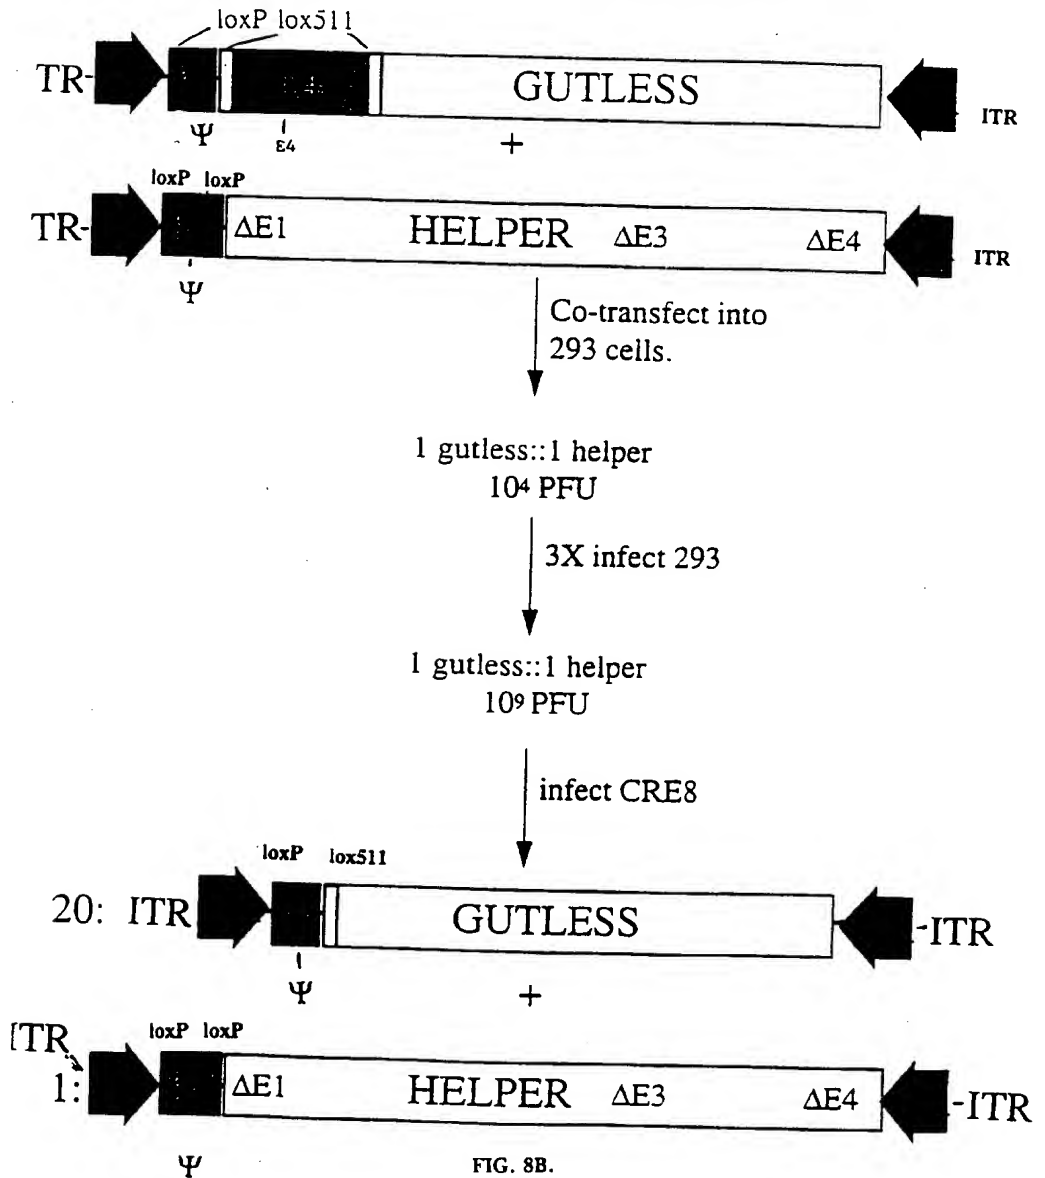 loxP lox511
TR- GUTLESS ITR
Ψ E4 +
loxP loxP
TR- ΔE1 HELPER ΔE3 ΔE4 ITR
Ψ
Co-transfect into
293 cells.
1 gutless::1 helper
10⁴ PFU
3X infect 293
1 gutless::1 helper
10⁹ PFU
infect CRE8
loxP lox511
20: ITR GUTLESS -ITR
Ψ +
loxP loxP
ITR
1: ΔE1 HELPER ΔE3 ΔE4 -ITR
Ψ FIG. 8B.